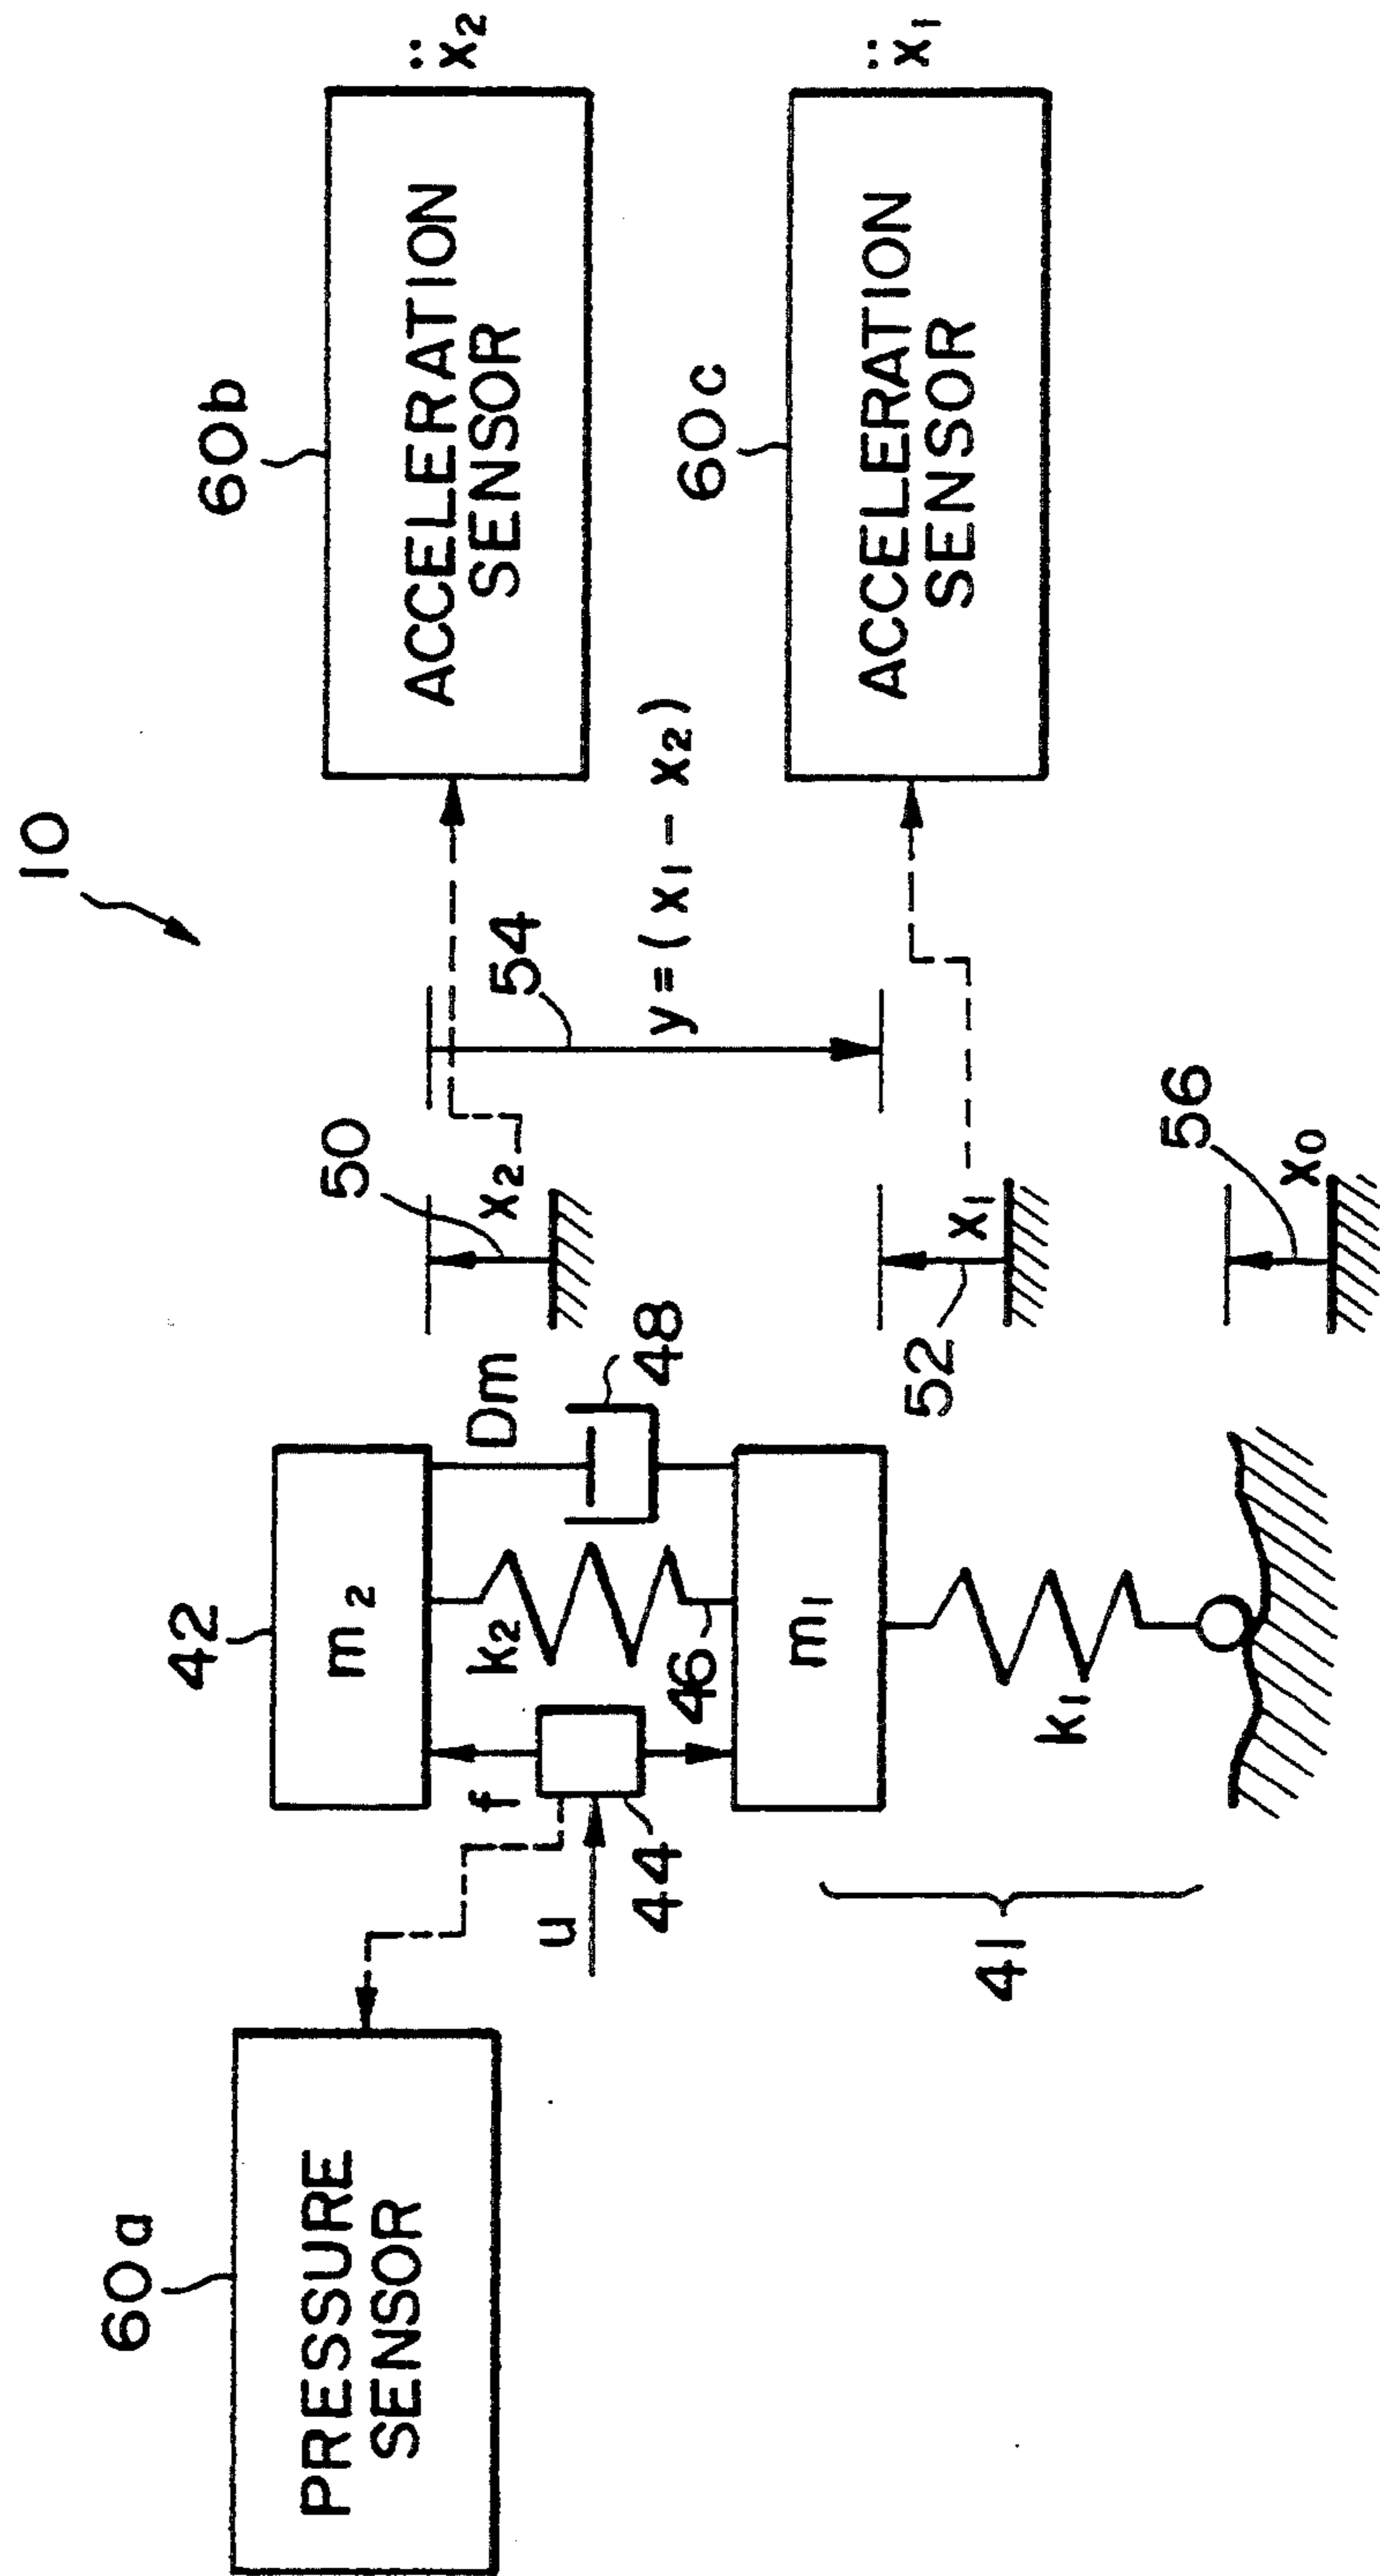 10
60a
PRESSURE
SENSOR
42
m2
f
u
44
k2
46
Dm
48
m1
k1
41
50
x2
54
y = ( x1 - x2 )
52
x1
56
x0
60b
ACCELERATION
SENSOR
ẍ2
60c
ACCELERATION
SENSOR
ẍ1